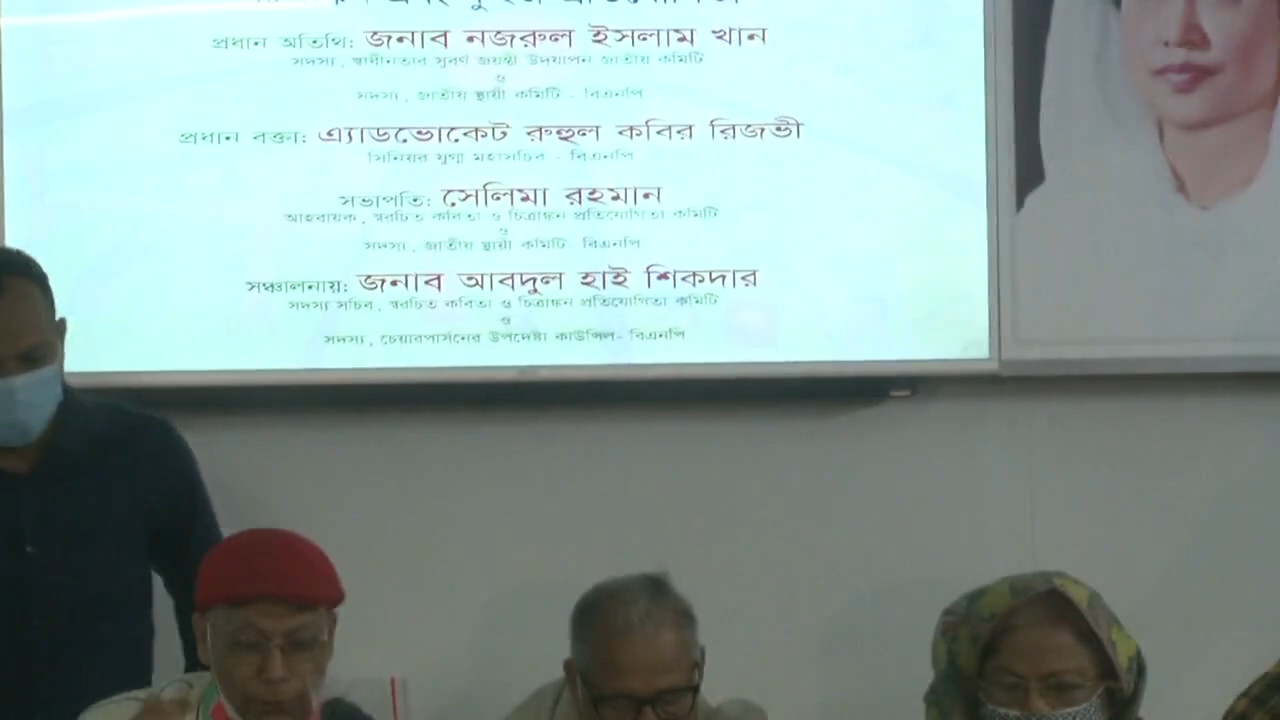 প্রধান অতিথি: জনাব নজরুল ইসলাম খান
সদস্য, স্বাধীনতার সুবর্ণ জয়ন্তী উদযাপন জাতীয় কমিটি
ও
সদস্য, জাতীয় স্থায়ী কমিটি - বিএনপি
প্রধান বক্তা: এ্যাডভোকেট রুহুল কবির রিজভী
সিনিয়র যুগ্ম মহাসচিব - বিএনপি
সভাপতি: সেলিমা রহমান
আহবায়ক, স্বরচিত কবিতা ও চিত্রাঙ্কন প্রতিযোগিতা কমিটি
ও
সদস্য, জাতীয় স্থায়ী কমিটি- বিএনপি
সঞ্চালনায়: জনাব আবদুল হাই শিকদার
সদস্য সচিব, স্বরচিত কবিতা ও চিত্রাঙ্কন প্রতিযোগিতা কমিটি
ও
সদস্য, চেয়ারপার্সনের উপদেষ্টা কাউন্সিল- বিএনপি